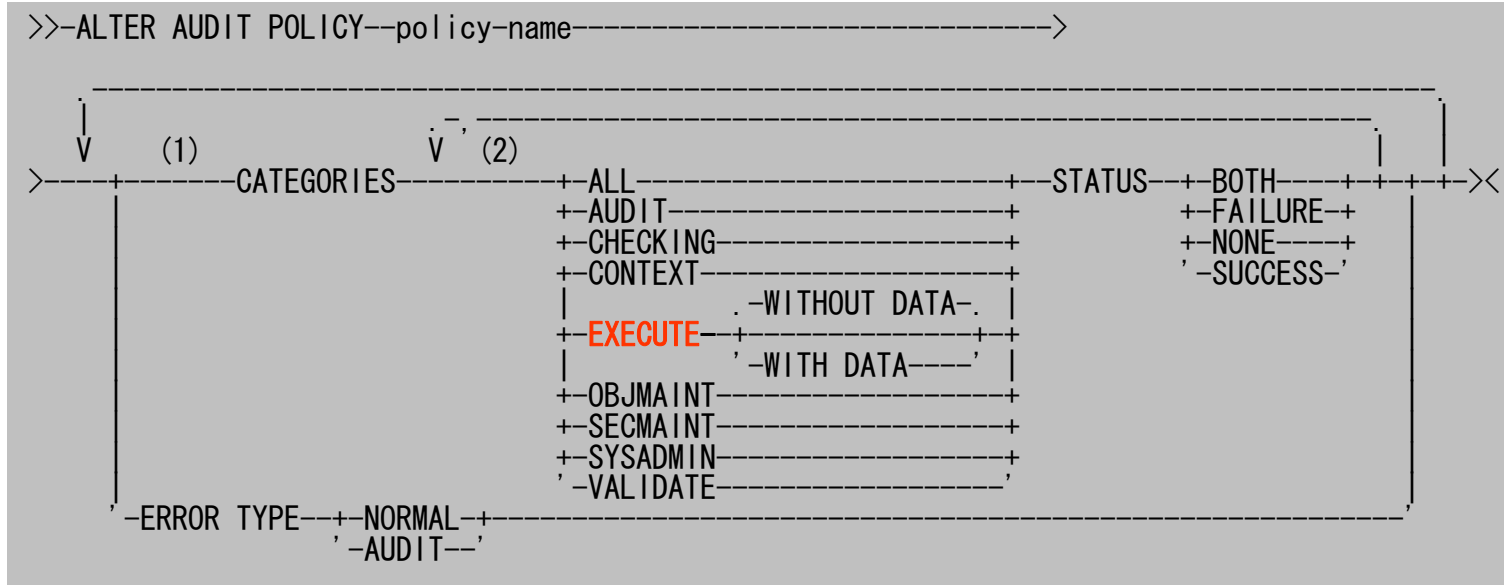 >>-ALTER AUDIT POLICY--policy-name------------------------------>
.------------------------------------------------------------------------------------.
|                     .-,--------------------------------------------------------. |
V     (1)              V  (2)                                                     | |
>----+-------CATEGORIES----------+-ALL-----------------------+--STATUS--+-BOTH----+-+-+-+-><
|                                +-AUDIT---------------------+          +-FAILURE-+ |
|                                +-CHECKING------------------+          +-NONE----+ |
|                                +-CONTEXT-------------------+          '-SUCCESS-' |
|                                |          .-WITHOUT DATA-. |                      |
|                                +-EXECUTE--+--------------+-+                      |
|                                |          '-WITH DATA----' |                      |
|                                +-OBJMAINT------------------+                      |
|                                +-SECMAINT------------------+                      |
|                                +-SYSADMIN------------------+                      |
|                                '-VALIDATE------------------'                      |
'-ERROR TYPE--+-NORMAL-+----------------------------------------------------------'
'-AUDIT--'